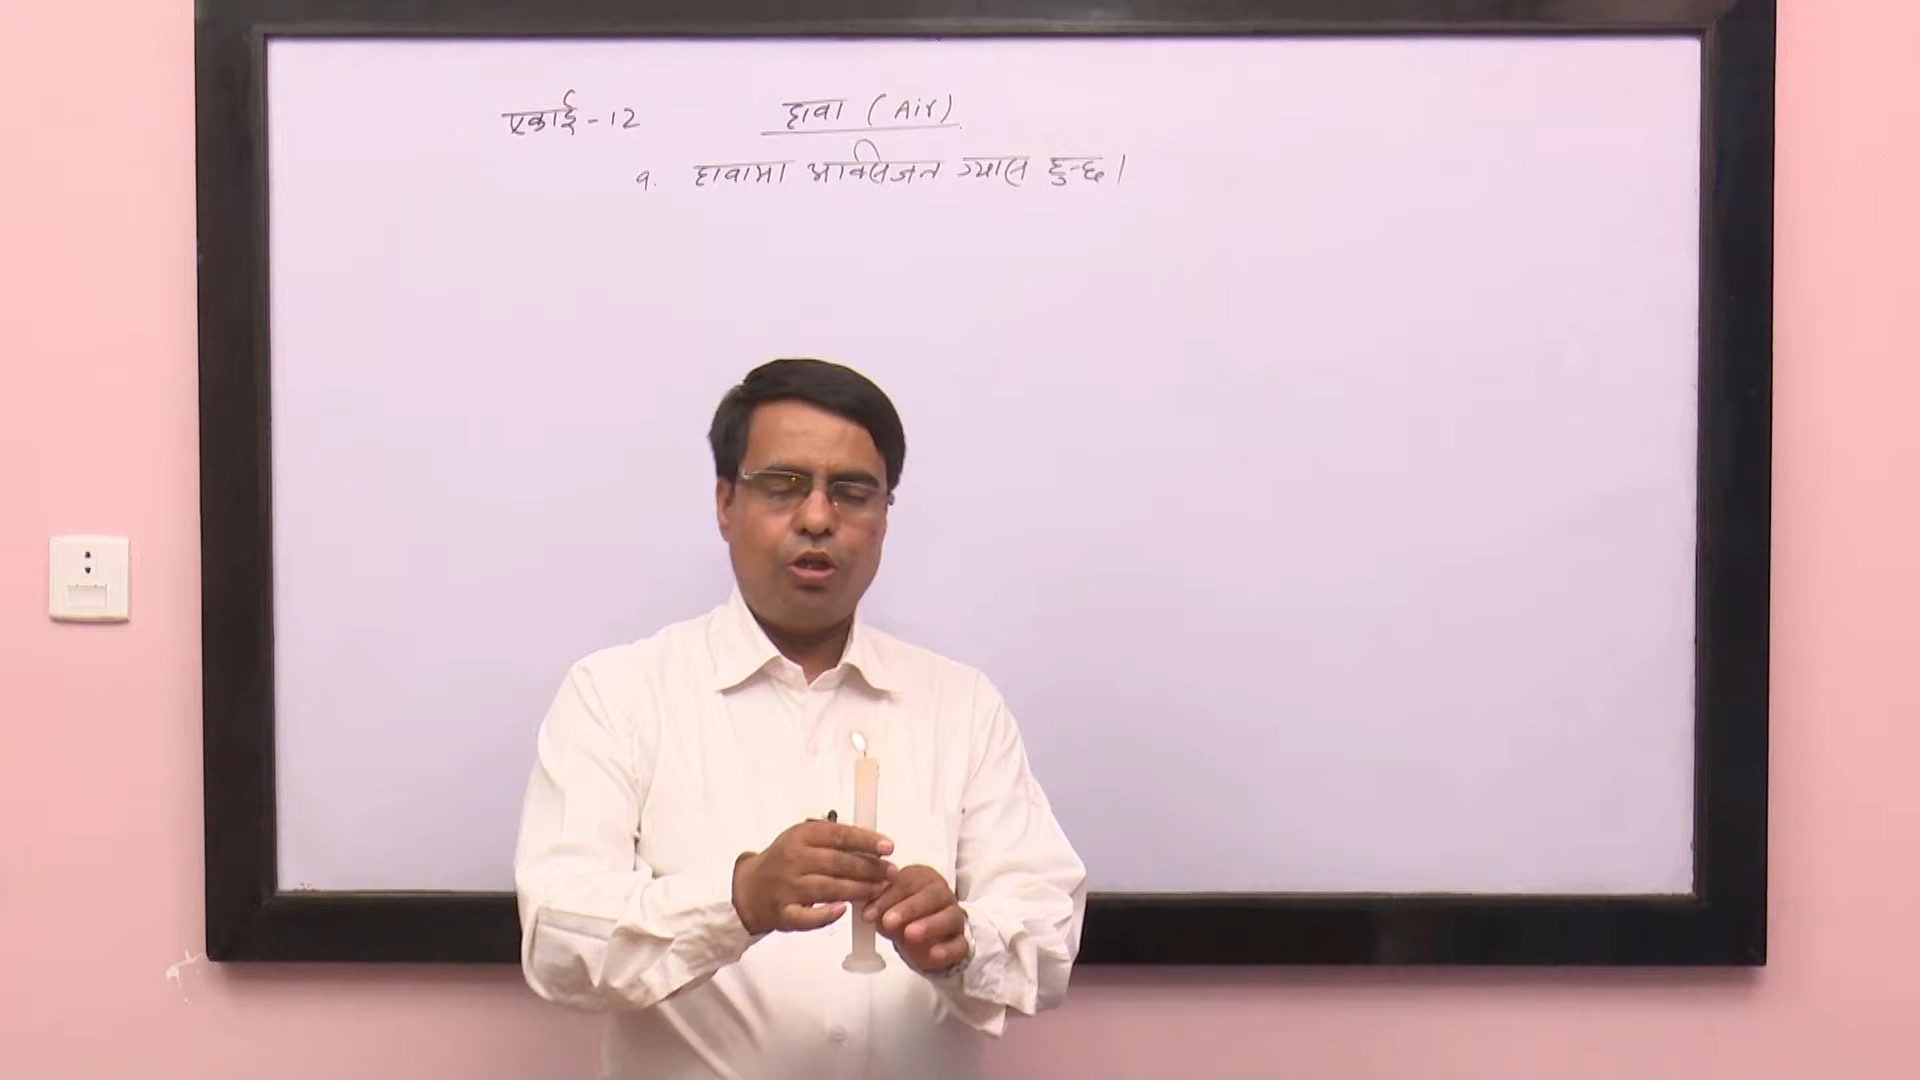 एकाई - 12 हावा (Air)
१. हावामा अक्सिजन ग्यास हुन्छ ।